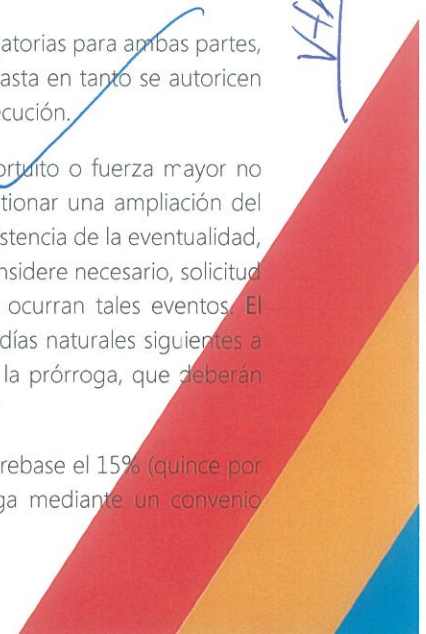 atorias para ambas partes,
asta en tanto se autoricen
cución.
ortuito o fuerza mayor no
tionar una ampliación del
stencia de la eventualidad,
nsidere necesario, solicitud
ocurran tales eventos. El
días naturales siguientes a
la prórroga, que deberán
rebase el 15% (quince por
ga mediante un convenio